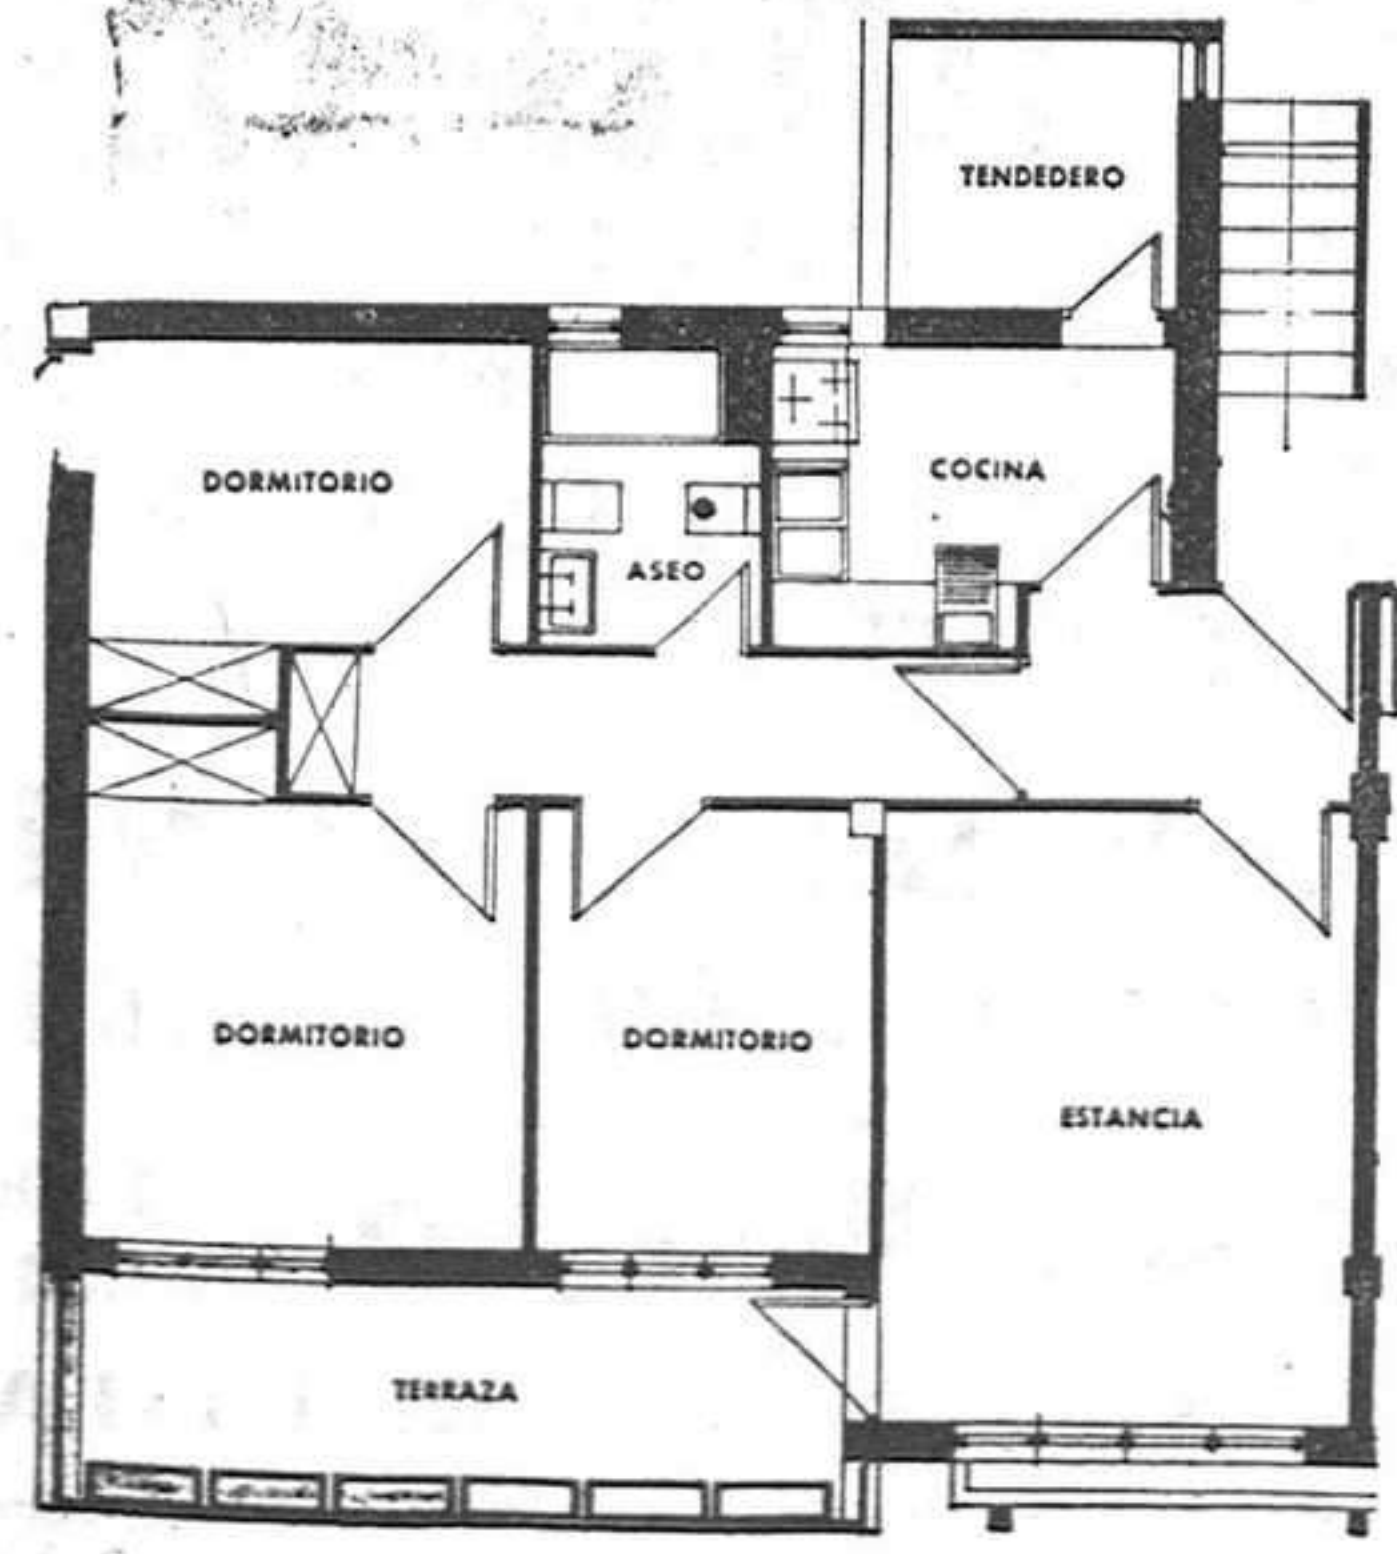 TENDEDERO
COCINA
DORMITORIO
ASEO
DORMITORIO
DORMITORIO
ESTANCIA
TERRAZA